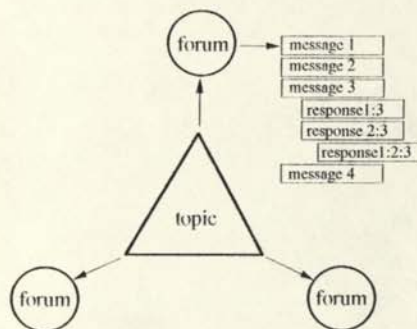 forum
message 1
message 2
message 3
response1:3
response 2:3
response1:2:3
message 4
topic
forum
forum